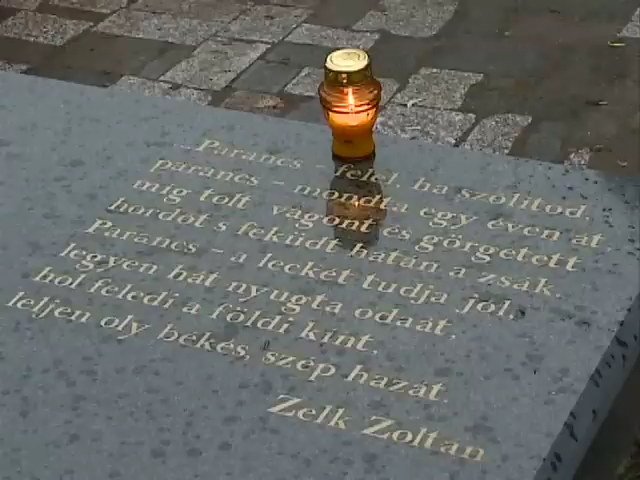 ...Parancs - felel, ha szólítod,
parancs - mondta egy éven át
míg tolt vagont és görgetett
hordót s feküdt hátán a zsák.
Parancs - a leckét tudja jól,
legyen hát nyugta odaát,
hol feledi a földi kínt,
leljen oly békés, szép hazát.
Zelk Zoltán